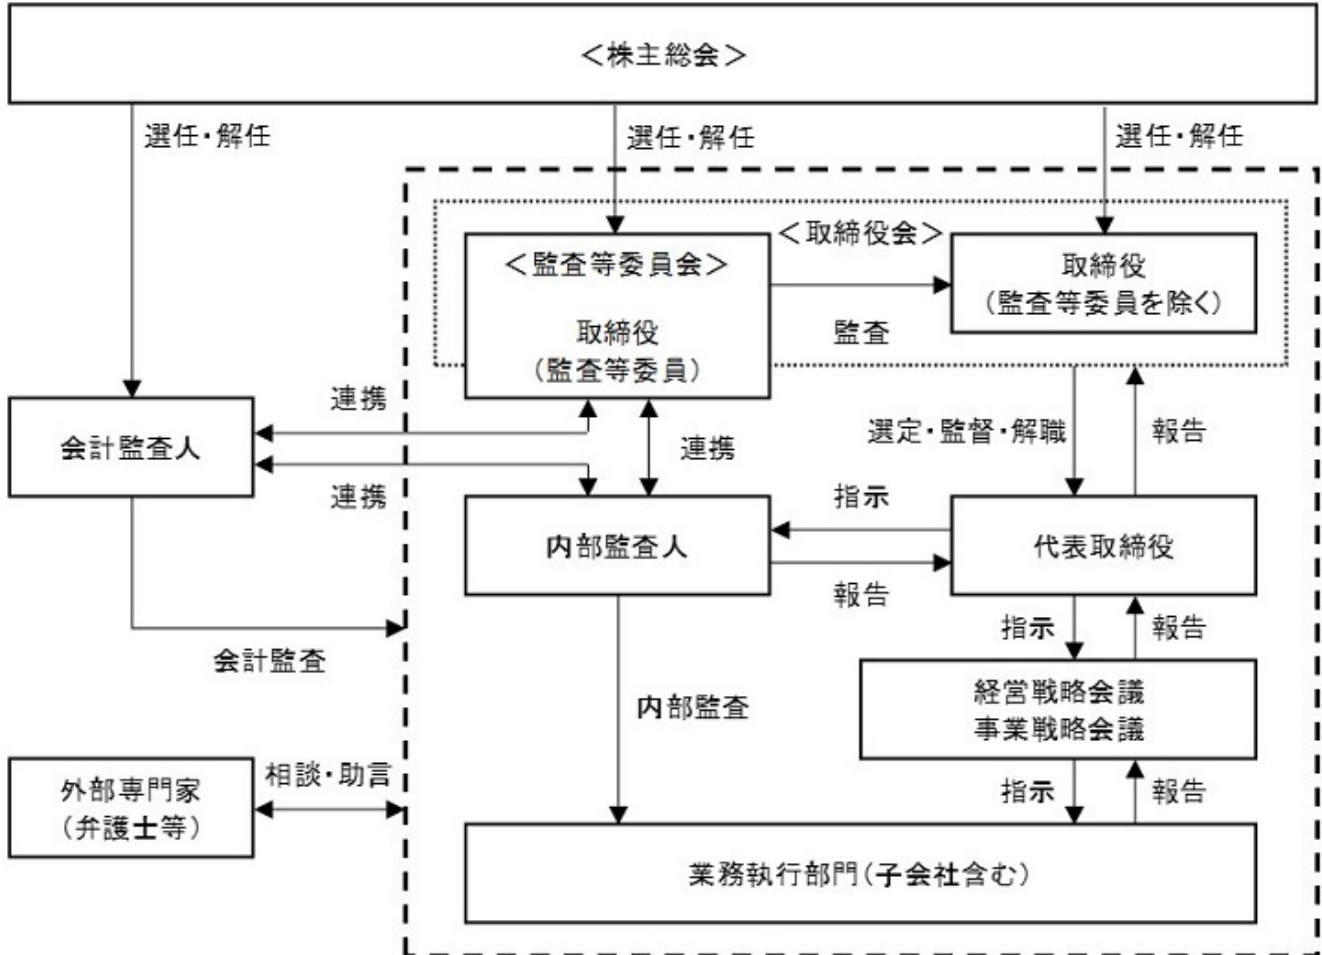 ＜株主総会＞
選任・解任
選任・解任
選任・解任
＜取締役会＞
＜監査等委員会＞
取締役
（監査等委員）
取締役
（監査等委員を除く）
監査
連携
会計監査人
連携
連携
選定・監督・解職
報告
指示
内部監査人
代表取締役
報告
会計監査
指示
報告
経営戦略会議
事業戦略会議
内部監査
外部専門家
（弁護士等）
相談・助言
指示
報告
業務執行部門（子会社含む）